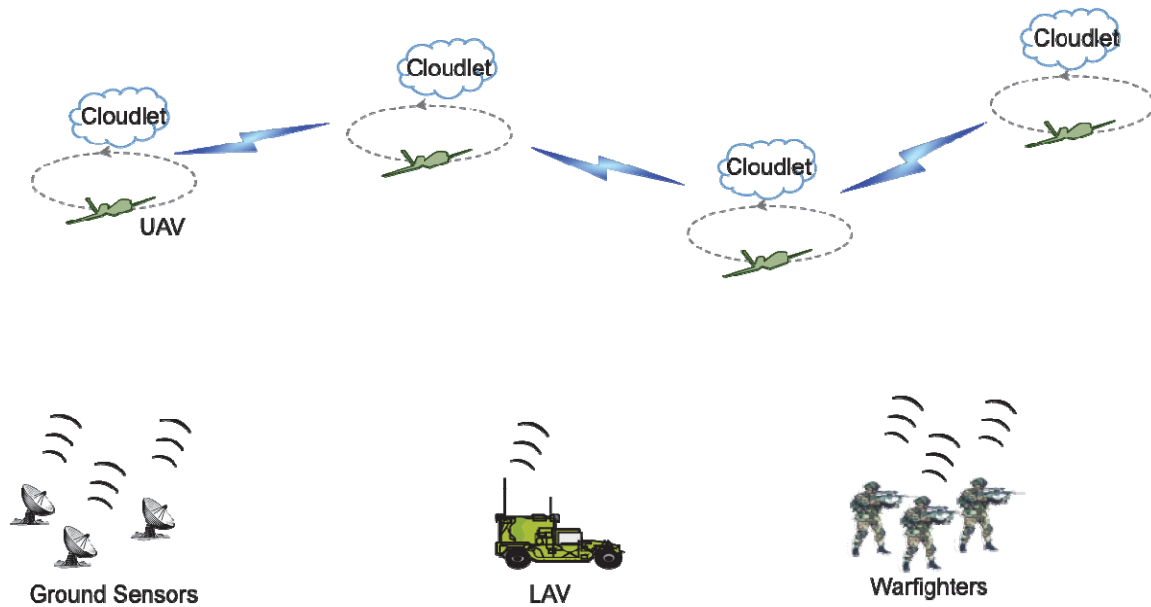 Cloudlet
Cloudlet
Cloudlet
Cloudlet
UAV
Ground Sensors
LAV
Warfighters